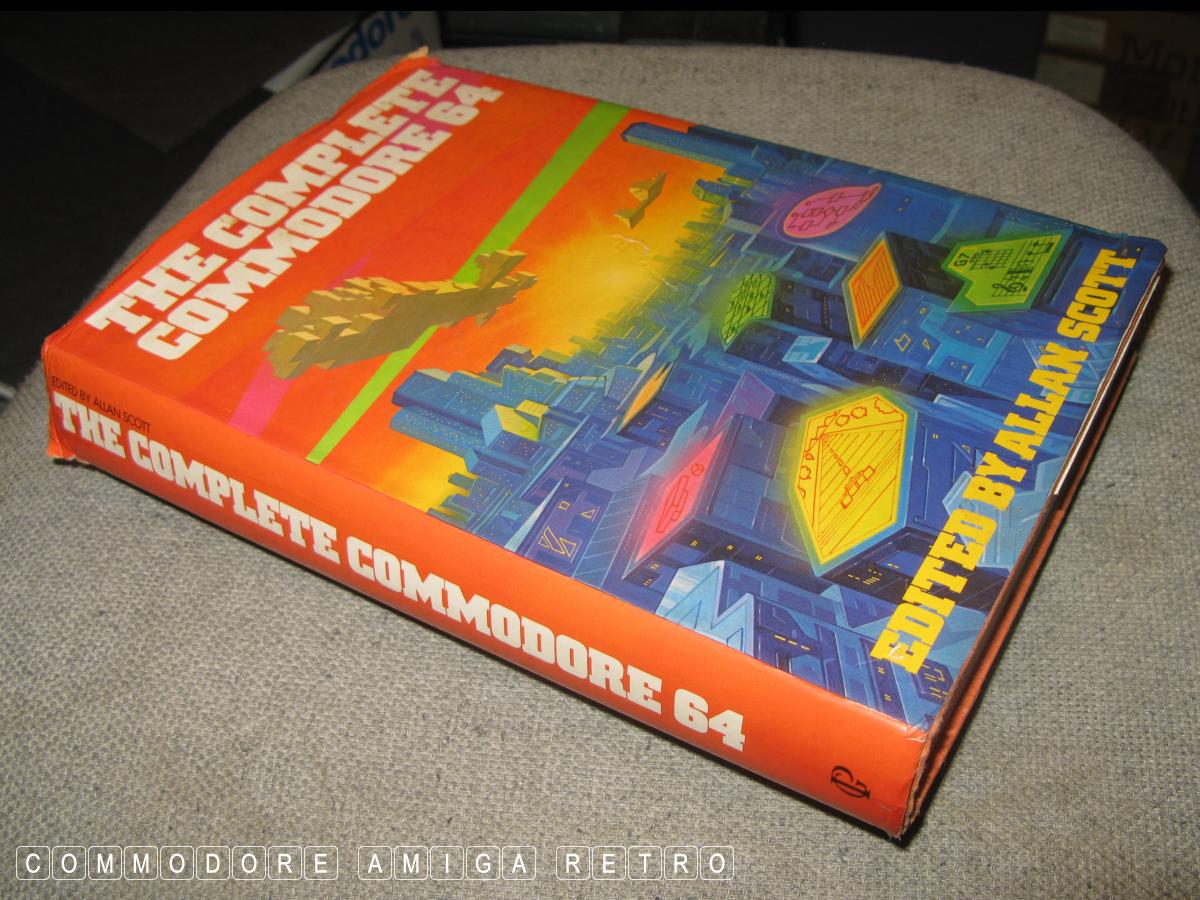 THE COMPLETE
COMMODORE 64
G7
EDITED BY ALLAN SCOTT
EDITED BY ALLAN SCOTT
THE COMPLETE COMMODORE 64
COMMODORE AMIGA RETRO